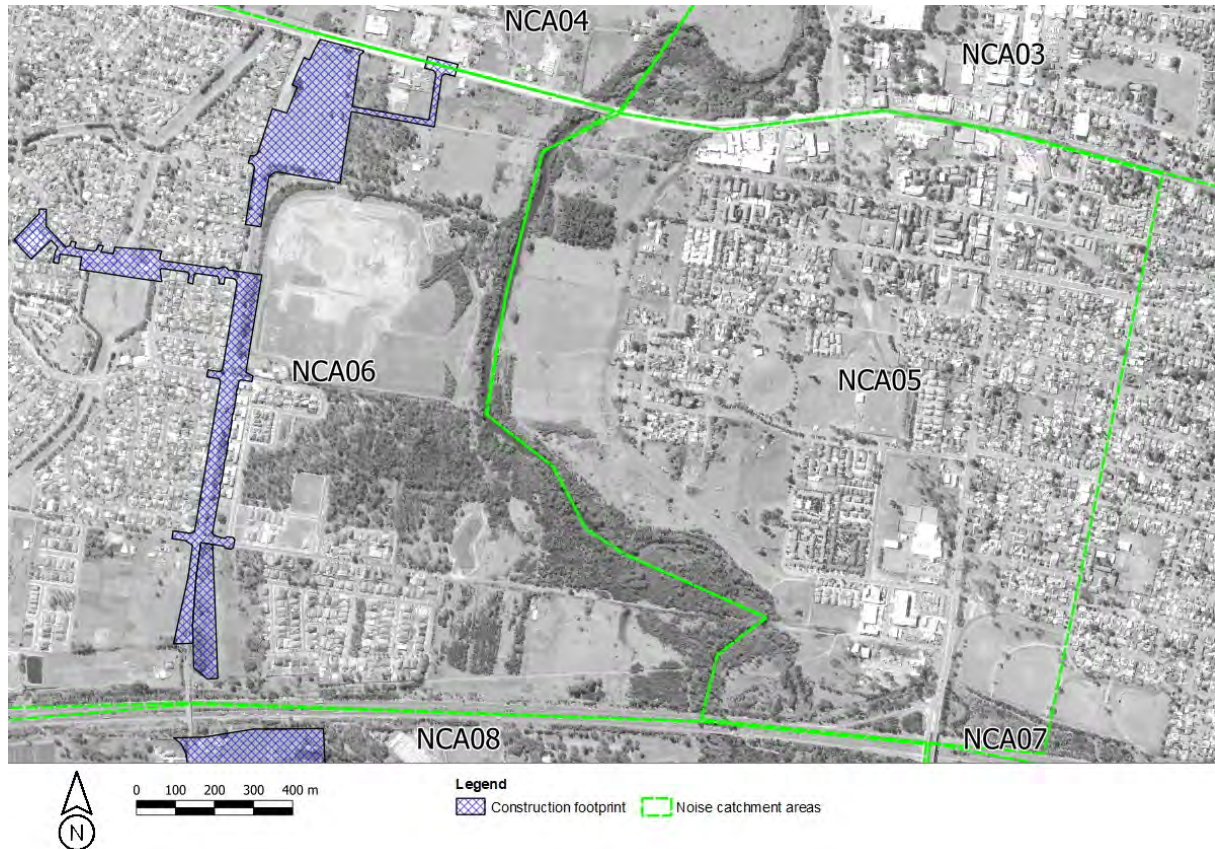 NCA04
NCA03
NCA06
NCA05
NCA08
NCA07
0 100 200 300 400 m
Legend
Construction footprint
Noise catchment areas
N